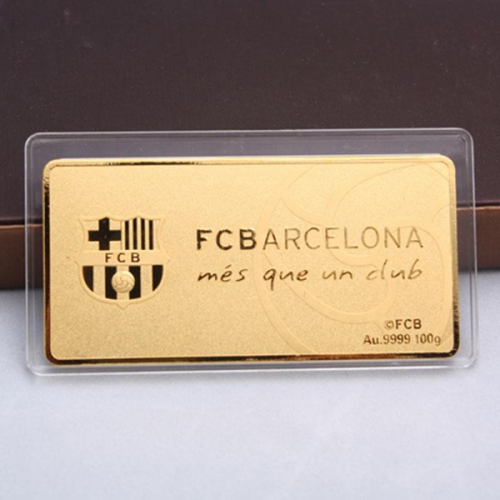 FCB
FCBARCELONA
més que un club
©FCB
Au.9999 100g